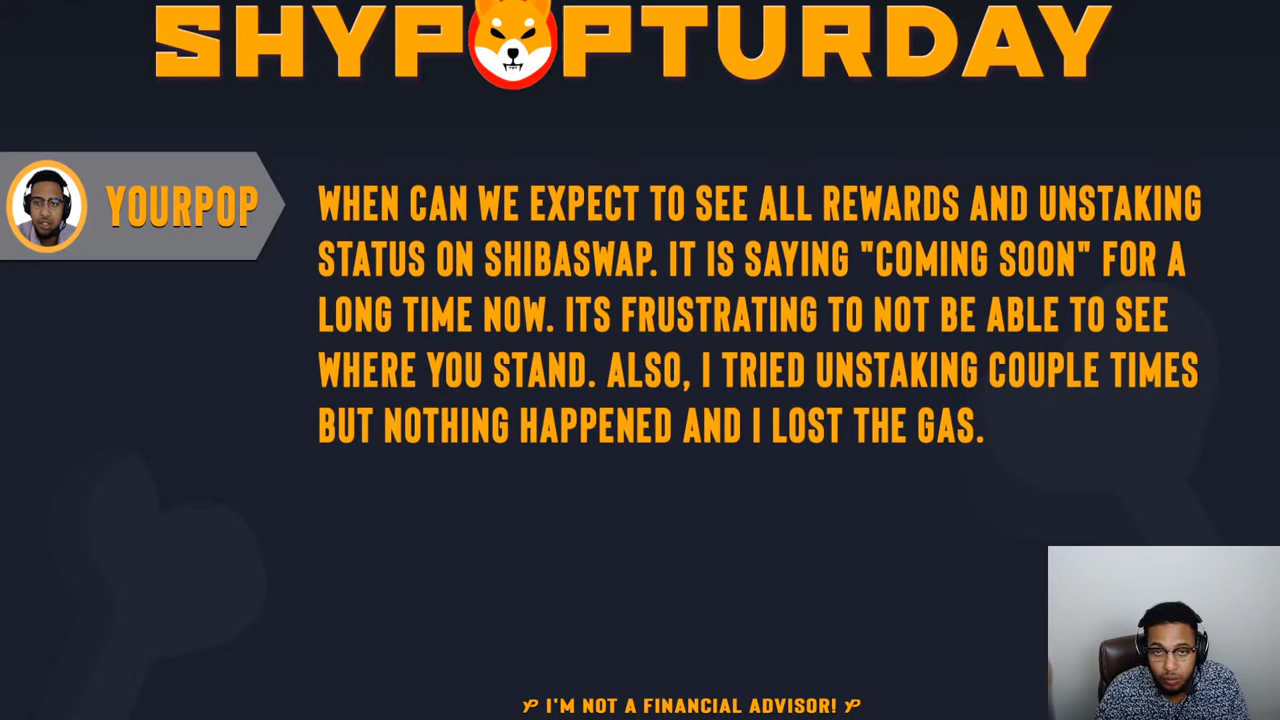 SHYPOPTURDAY
YOURPOP
WHEN CAN WE EXPECT TO SEE ALL REWARDS AND UNSTAKING
STATUS ON SHIBASWAP. IT IS SAYING "COMING SOON" FOR A
LONG TIME NOW. ITS FRUSTRATING TO NOT BE ABLE TO SEE
WHERE YOU STAND. ALSO, I TRIED UNSTAKING COUPLE TIMES
BUT NOTHING HAPPENED AND I LOST THE GAS.
I'M NOT A FINANCIAL ADVISOR!